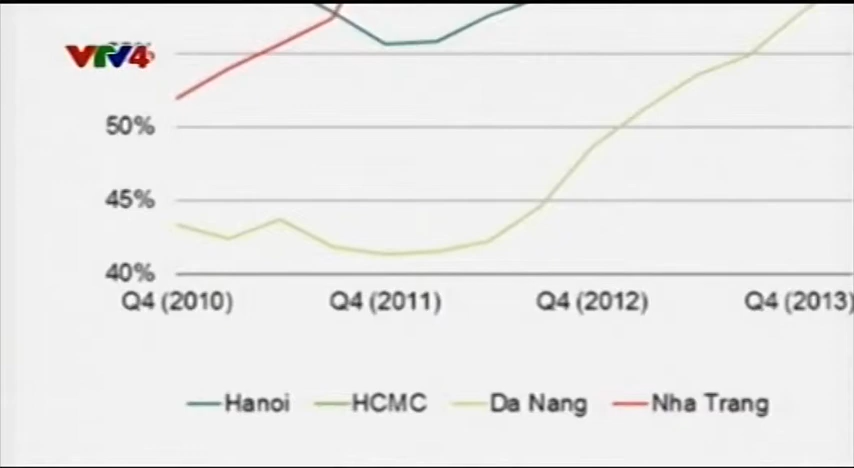 VTV4
50%
45%
40%
Q4 (2010) Q4 (2011) Q4 (2012) Q4 (2013)
Hanoi HCMC Da Nang Nha Trang